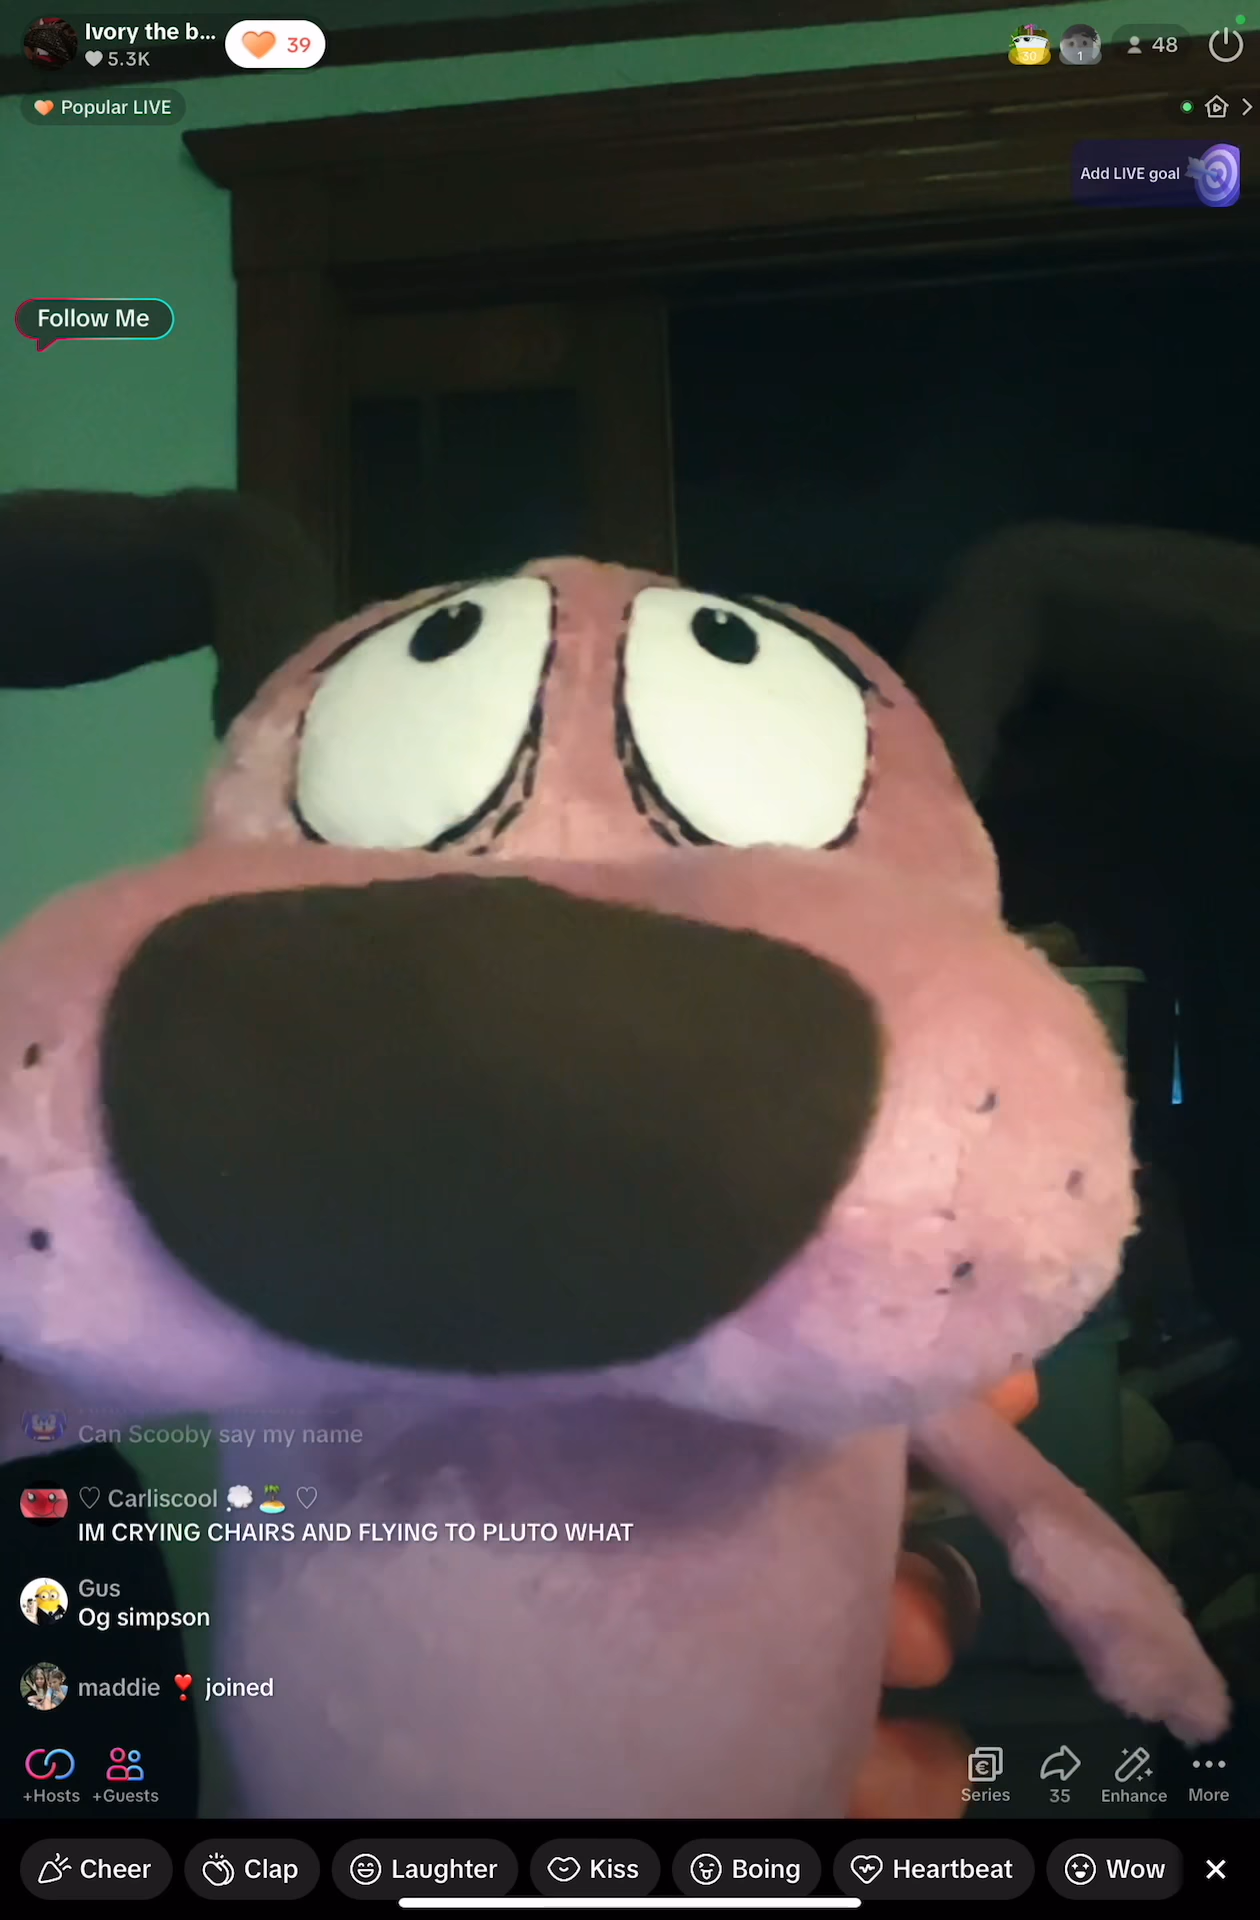 Ivory the b...
5.3K
39
30
1
48
Popular LIVE
Add LIVE goal
Follow Me
Can Scooby say my name
♡ Carliscool 💭🏝️ ♡
IM CRYING CHAIRS AND FLYING TO PLUTO WHAT
Gus
Og simpson
maddie ❣️ joined
+Hosts
+Guests
Series
35
Enhance
More
Cheer
Clap
Laughter
Kiss
Boing
Heartbeat
Wow